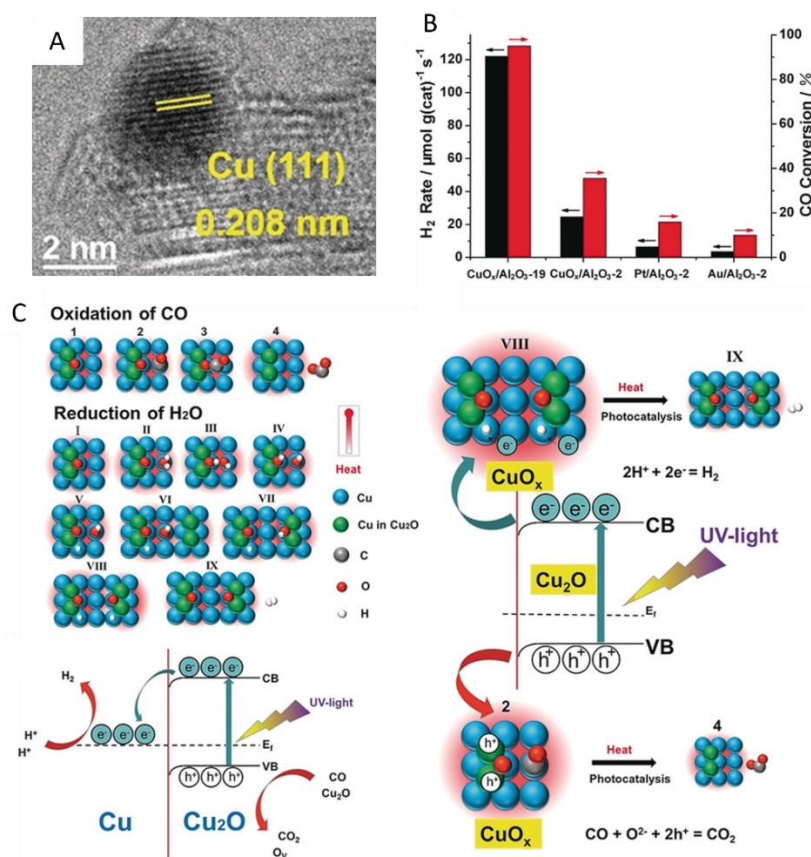 A
Cu (111)
0.208 nm
2 nm
B
H₂ Rate / µmol g(cat)⁻¹ s⁻¹
120
100
80
60
40
20
0
100
80
60
40
20
0
CO Conversion / %
CuOₓ/Al₂O₃-19 CuOₓ/Al₂O₃-2 Pt/Al₂O₃-2 Au/Al₂O₃-2
C
Oxidation of CO
1 2 3 4
Reduction of H₂O
I II III IV
V VI VII
VIII IX
Heat
Cu
Cu in Cu₂O
C
O
H
H₂
H⁺
H⁺
e⁻ e⁻ e⁻
e⁻ e⁻ e⁻
CB
UV-light
E_f
VB
h⁺ h⁺ h⁺
CO
Cu₂O
CO₂
Oᵥ
Cu
Cu₂O
VIII
IX
Heat
Photocatalysis
e⁻ e⁻
CuOₓ
2H⁺ + 2e⁻ = H₂
e⁻ e⁻ e⁻
CB
UV-light
Cu₂O
E_f
VB
h⁺ h⁺ h⁺
2
4
h⁺
h⁺
Heat
Photocatalysis
CuOₓ
CO + O²⁻ + 2h⁺ = CO₂